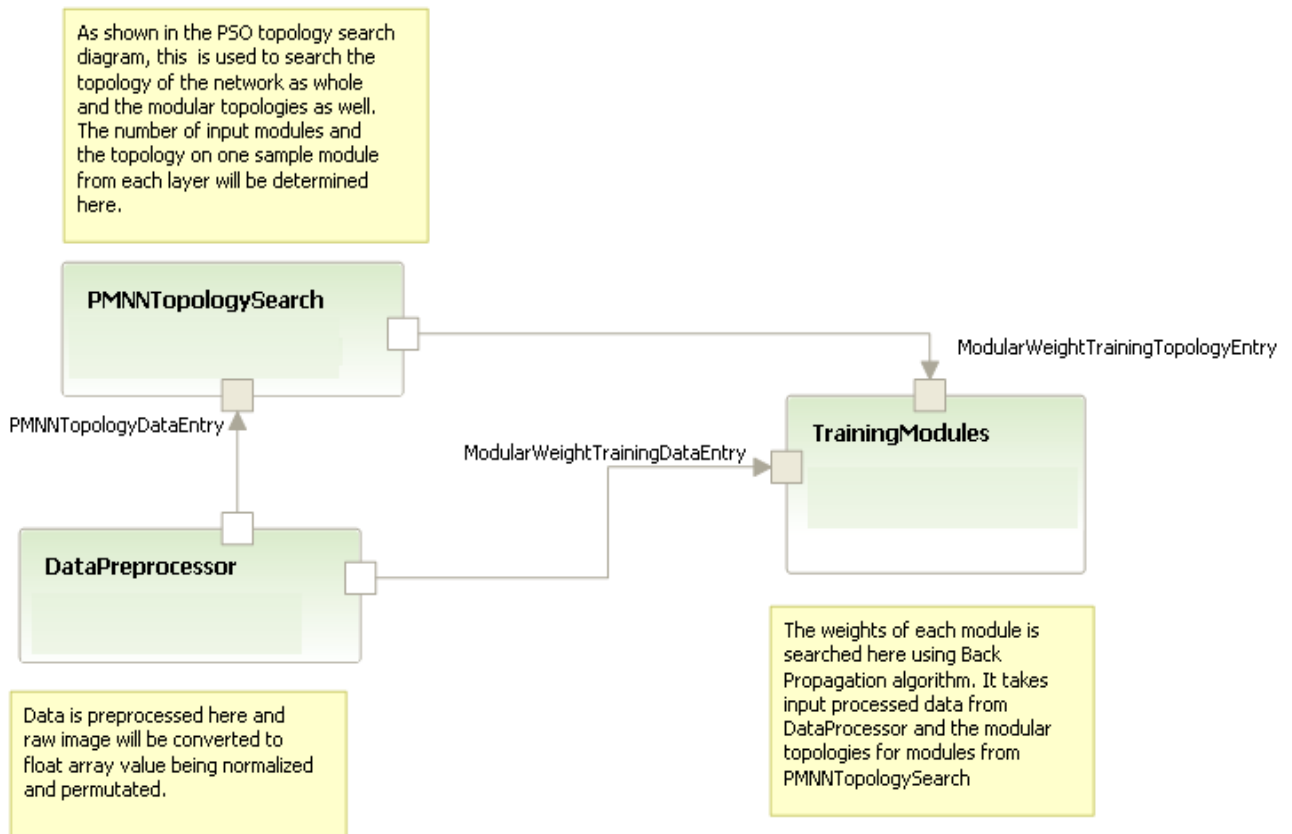 As shown in the PSO topology search
diagram, this  is used to search the
topology of the network as whole
and the modular topologies as well.
The number of input modules and
the topology on one sample module
from each layer will be determined
here.
PMNNTopologySearch
ModularWeightTrainingTopologyEntry
PMNNTopologyDataEntry
TrainingModules
ModularWeightTrainingDataEntry
DataPreprocessor
The weights of each module is
searched here using Back
Propagation algorithm. It takes
input processed data from
DataProcessor and the modular
topologies for modules from
PMNNTopologySearch
Data is preprocessed here and
raw image will be converted to
float array value being normalized
and permutated.